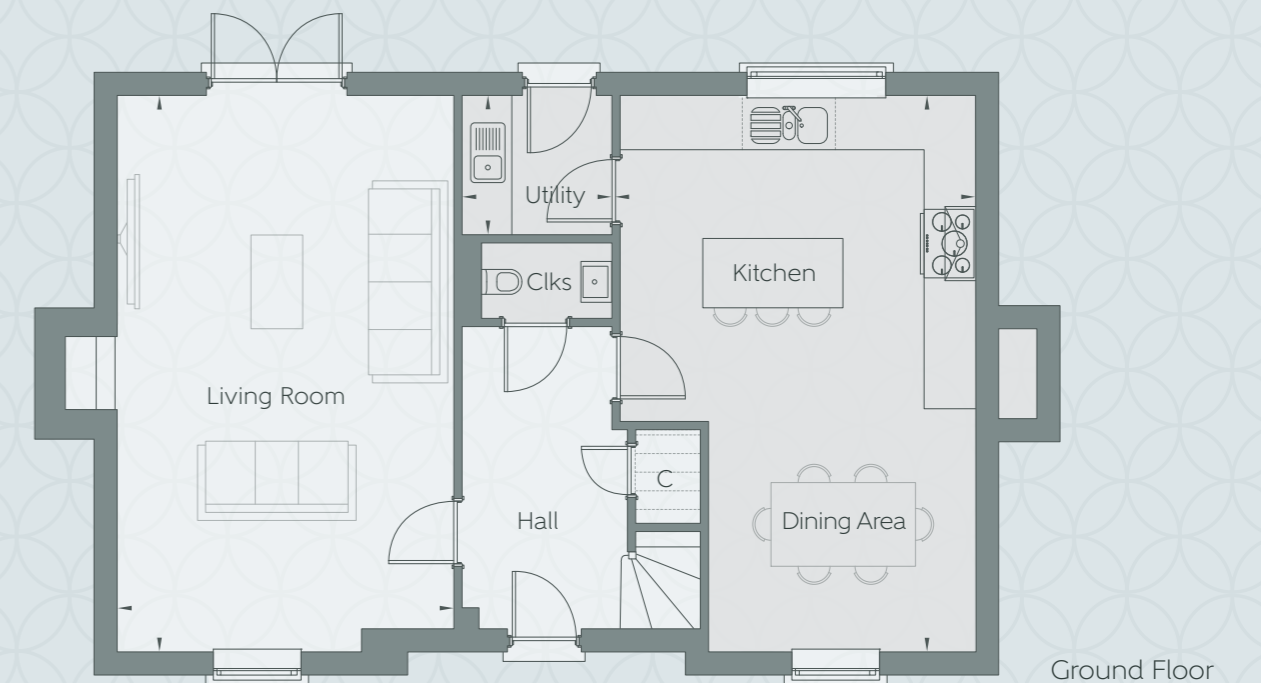 Utility
Clks
Kitchen
Living Room
C
Hall
Dining Area
Ground Floor